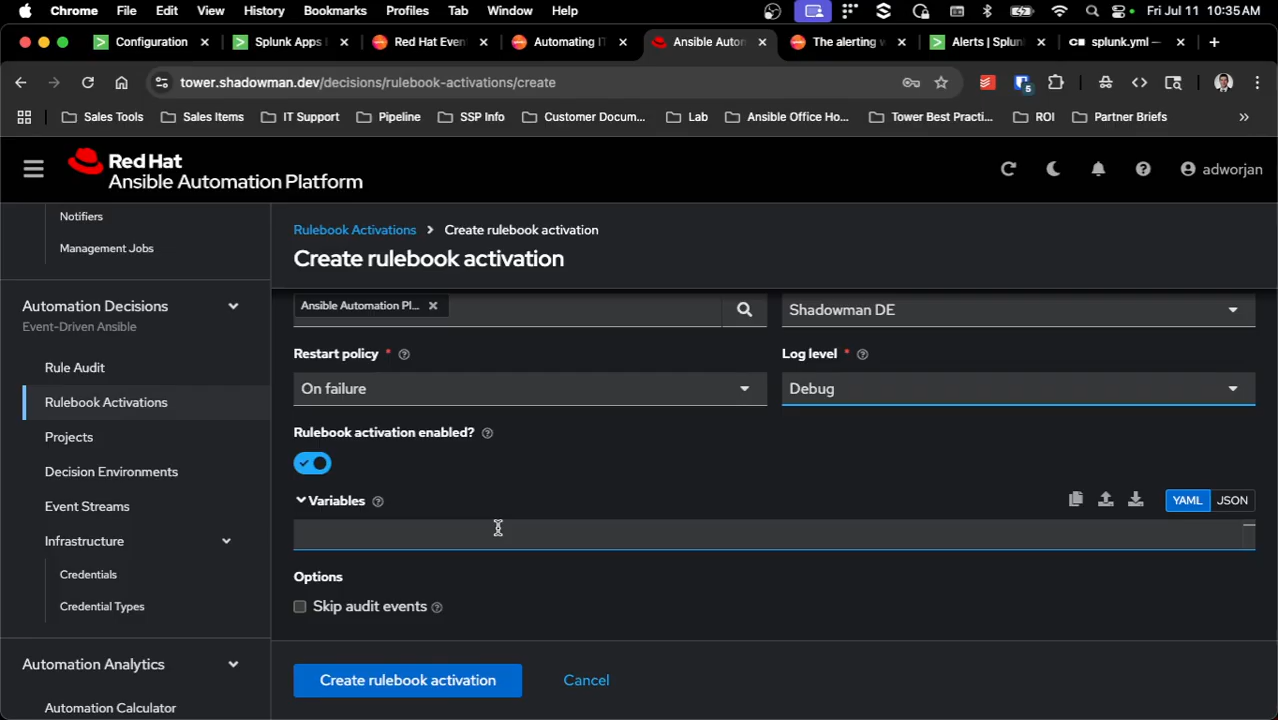 Chrome File Edit View History Bookmarks Profiles Tab Window Help Fri Jul 11 10:35 AM
Configuration Splunk Apps Red Hat Even Automating IT Ansible Autom The alerting w Alerts | Splun splunk.yml —
tower.shadowman.dev/decisions/rulebook-activations/create
5
Sales Tools Sales Items IT Support Pipeline SSP Info Customer Docum... Lab Ansible Office Ho... Tower Best Practi... ROI Partner Briefs »
Red Hat
Ansible Automation Platform
adworjan
Notifiers
Management Jobs
Automation Decisions
Event-Driven Ansible
Rule Audit
Rulebook Activations
Projects
Decision Environments
Event Streams
Infrastructure
Credentials
Credential Types
Automation Analytics
Automation Calculator
Rulebook Activations > Create rulebook activation
Create rulebook activation
Ansible Automation Pl... Shadowman DE
Restart policy * Log level *
On failure Debug
Rulebook activation enabled?
Variables YAML JSON
Options
Skip audit events
Create rulebook activation Cancel